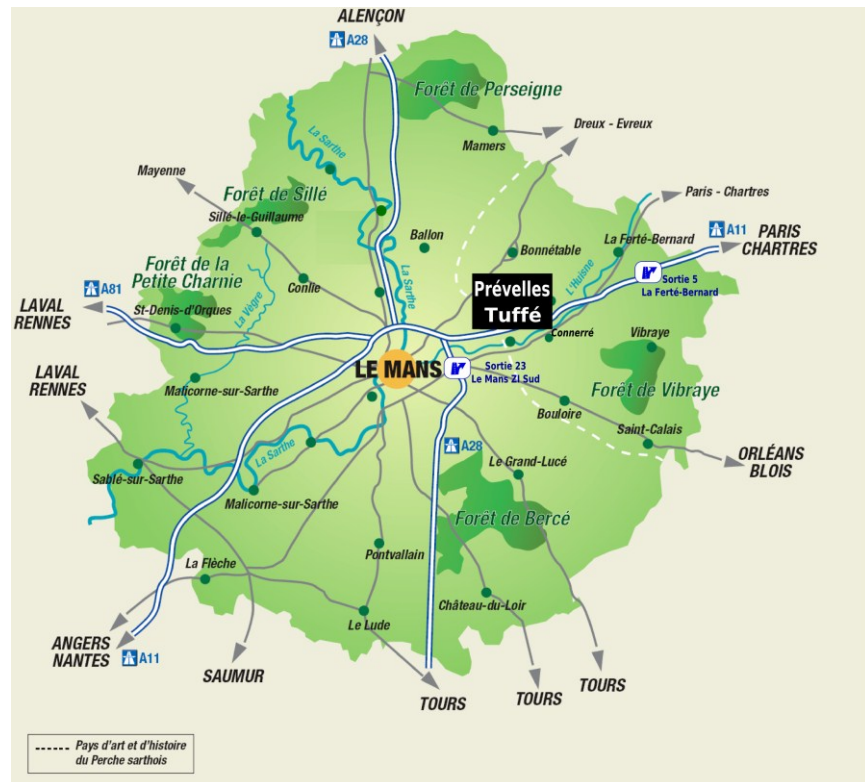 ALENÇON
A28
Forêt de Perseigne
Dreux - Evreux
Mamers
La Sarthe
Mayenne
Forêt de Sillé
Sillé-le-Guillaume
Paris - Chartres
A11
PARIS
CHARTRES
Ballon
Bonnétable
La Ferté-Bernard
L'Huisne
Sortie 5
La Ferté-Bernard
Forêt de la
Petite Charnie
Conlie
La Sarthe
Prévelles
Tuffé
A81
LAVAL
RENNES
St-Denis-d'Orques
La Vègre
Connerré
Vibraye
LE MANS
Sortie 23
Le Mans ZI Sud
LAVAL
RENNES
Malicorne-sur-Sarthe
Forêt de Vibraye
Bouloire
Saint-Calais
A28
La Sarthe
Le Grand-Lucé
ORLÉANS
BLOIS
Sablé-sur-Sarthe
Malicorne-sur-Sarthe
Forêt de Bercé
Pontvallain
La Flèche
Château-du-Loir
Le Lude
ANGERS
NANTES
A11
SAUMUR
TOURS
TOURS
TOURS
Pays d'art et d'histoire
du Perche sarthois